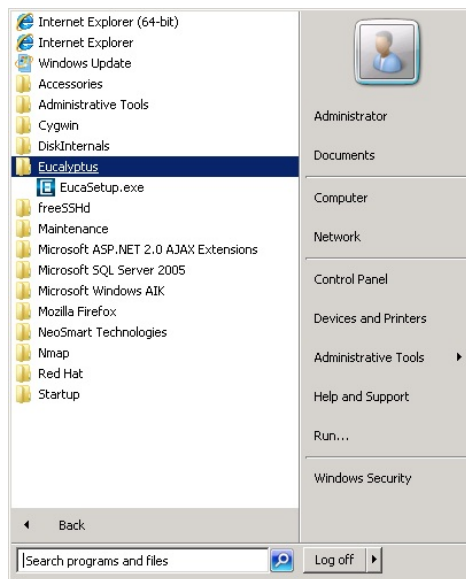 Internet Explorer (64-bit)
Internet Explorer
Windows Update
Accessories
Administrative Tools
Cygwin
DiskInternals
Eucalyptus
EucaSetup.exe
freeSSHd
Maintenance
Microsoft ASP.NET 2.0 AJAX Extensions
Microsoft SQL Server 2005
Microsoft Windows AIK
Mozilla Firefox
NeoSmart Technologies
Nmap
Red Hat
Startup
Back
Search programs and files
Administrator
Documents
Computer
Network
Control Panel
Devices and Printers
Administrative Tools
Help and Support
Run...
Windows Security
Log off